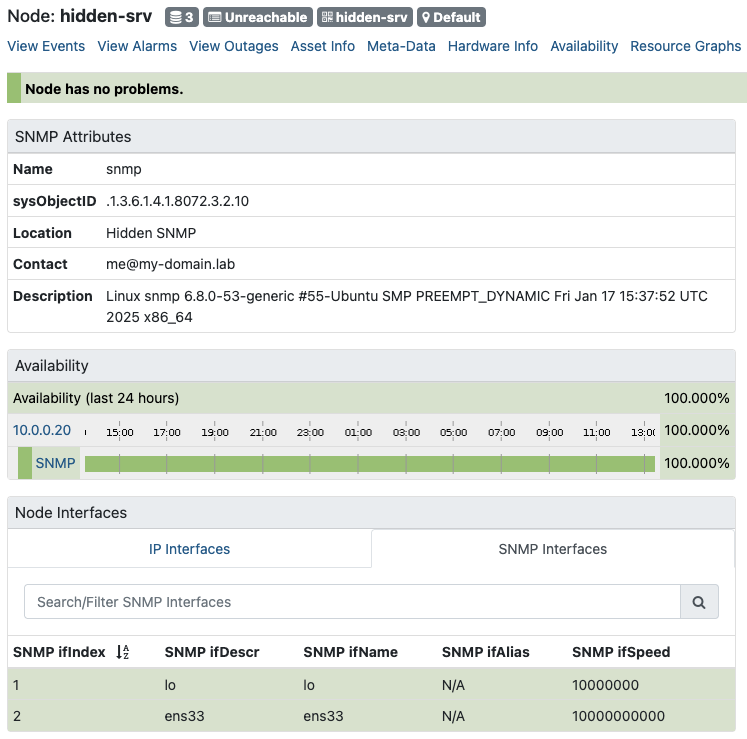 Node: hidden-srv 3 Unreachable hidden-srv Default
View Events View Alarms View Outages Asset Info Meta-Data Hardware Info Availability Resource Graphs
Node has no problems.
SNMP Attributes
Name snmp
sysObjectID .1.3.6.1.4.1.8072.3.2.10
Location Hidden SNMP
Contact me@my-domain.lab
Description Linux snmp 6.8.0-53-generic #55-Ubuntu SMP PREEMPT_DYNAMIC Fri Jan 17 15:37:52 UTC
2025 x86_64
Availability
Availability (last 24 hours) 100.000%
10.0.0.20 15:00 17:00 19:00 21:00 23:00 01:00 03:00 05:00 07:00 09:00 11:00 13:00 100.000%
SNMP 100.000%
Node Interfaces
IP Interfaces SNMP Interfaces
Search/Filter SNMP Interfaces
SNMP ifIndex SNMP ifDescr SNMP ifName SNMP ifAlias SNMP ifSpeed
1 lo lo N/A 10000000
2 ens33 ens33 N/A 10000000000